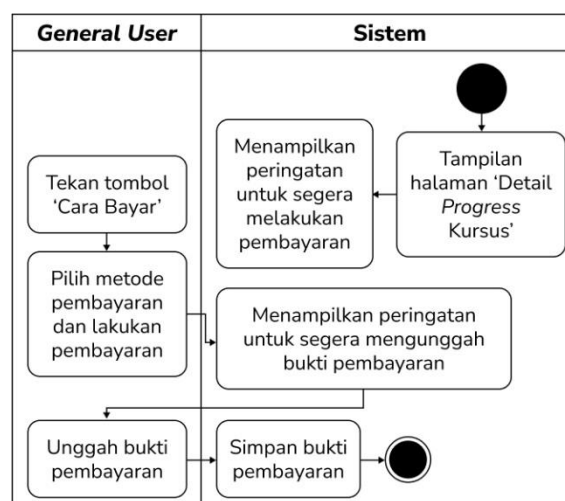 General User
Sistem
Tampilan
halaman ‘Detail
Progress
Kursus’
Menampilkan
peringatan
untuk segera
melakukan
pembayaran
Tekan tombol
‘Cara Bayar’
Pilih metode
pembayaran
dan lakukan
pembayaran
Menampilkan peringatan
untuk segera mengunggah
bukti pembayaran
Unggah bukti
pembayaran
Simpan bukti
pembayaran